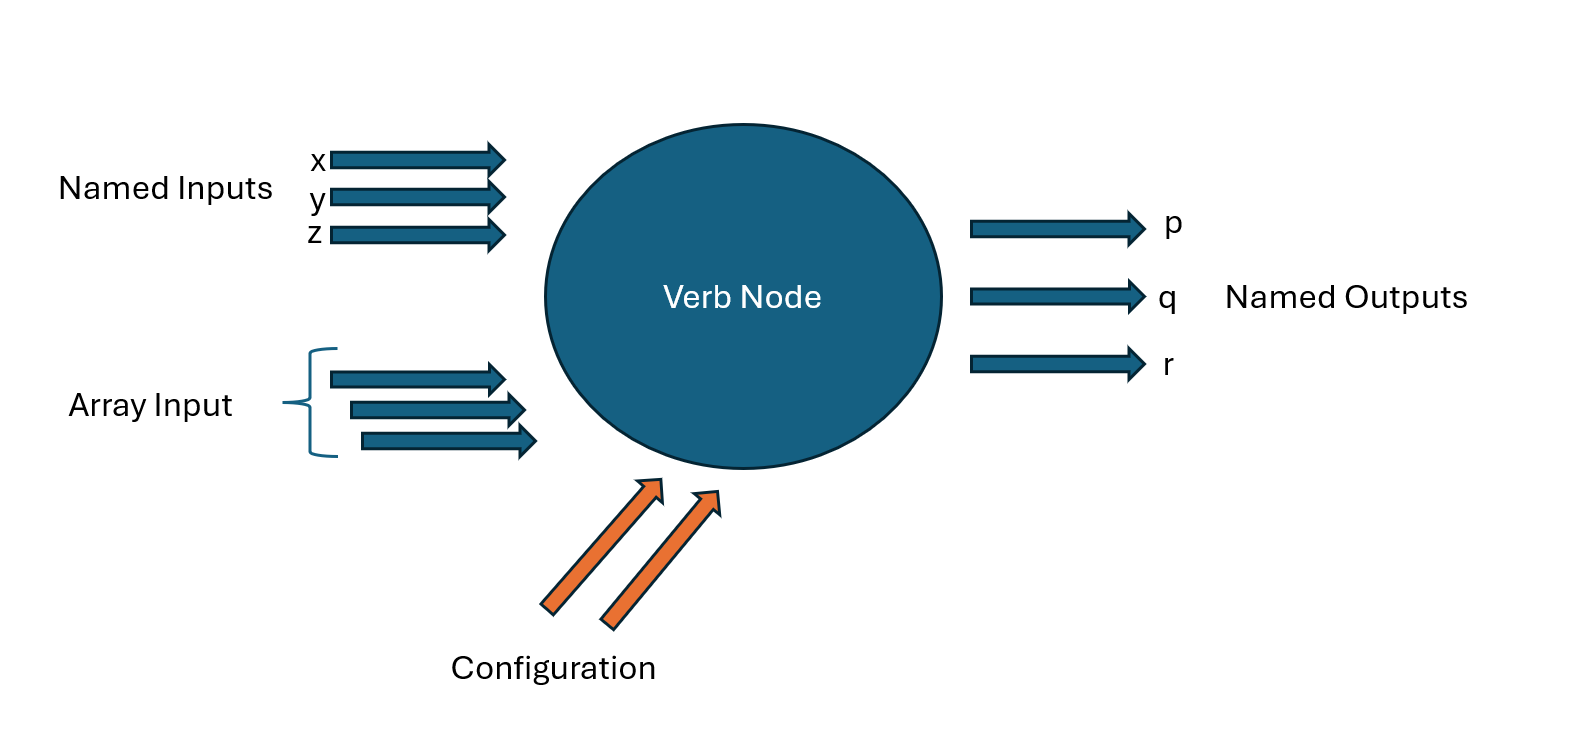 Named Inputs
x
y
z
Verb Node
p
q
r
Named Outputs
Array Input
Configuration